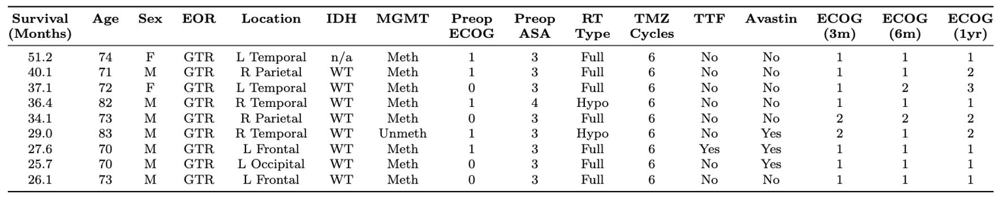 Survival Age Sex EOR Location IDH MGMT Preop Preop RT TMZ TTF Avastin ECOG ECOG ECOG
(Months) ECOG ASA Type Cycles (3m) (6m) (1yr)
51.2 74 F GTR L Temporal n/a Meth 1 3 Full 6 No No 1 1 1
40.1 71 M GTR R Parietal WT Meth 1 3 Full 6 No No 1 1 2
37.1 72 F GTR L Temporal WT Meth 0 3 Full 6 No No 1 2 3
36.4 82 M GTR R Temporal WT Meth 1 4 Hypo 6 No No 1 1 1
34.1 73 M GTR R Parietal WT Meth 0 3 Full 6 No No 2 2 2
29.0 83 M GTR R Temporal WT Unmeth 1 3 Hypo 6 No Yes 2 1 2
27.6 70 M GTR L Frontal WT Meth 1 3 Full 6 Yes Yes 1 1 1
25.7 70 M GTR L Occipital WT Meth 0 3 Full 6 No Yes 1 1 1
26.1 73 M GTR L Frontal WT Meth 0 3 Full 6 No No 1 1 1